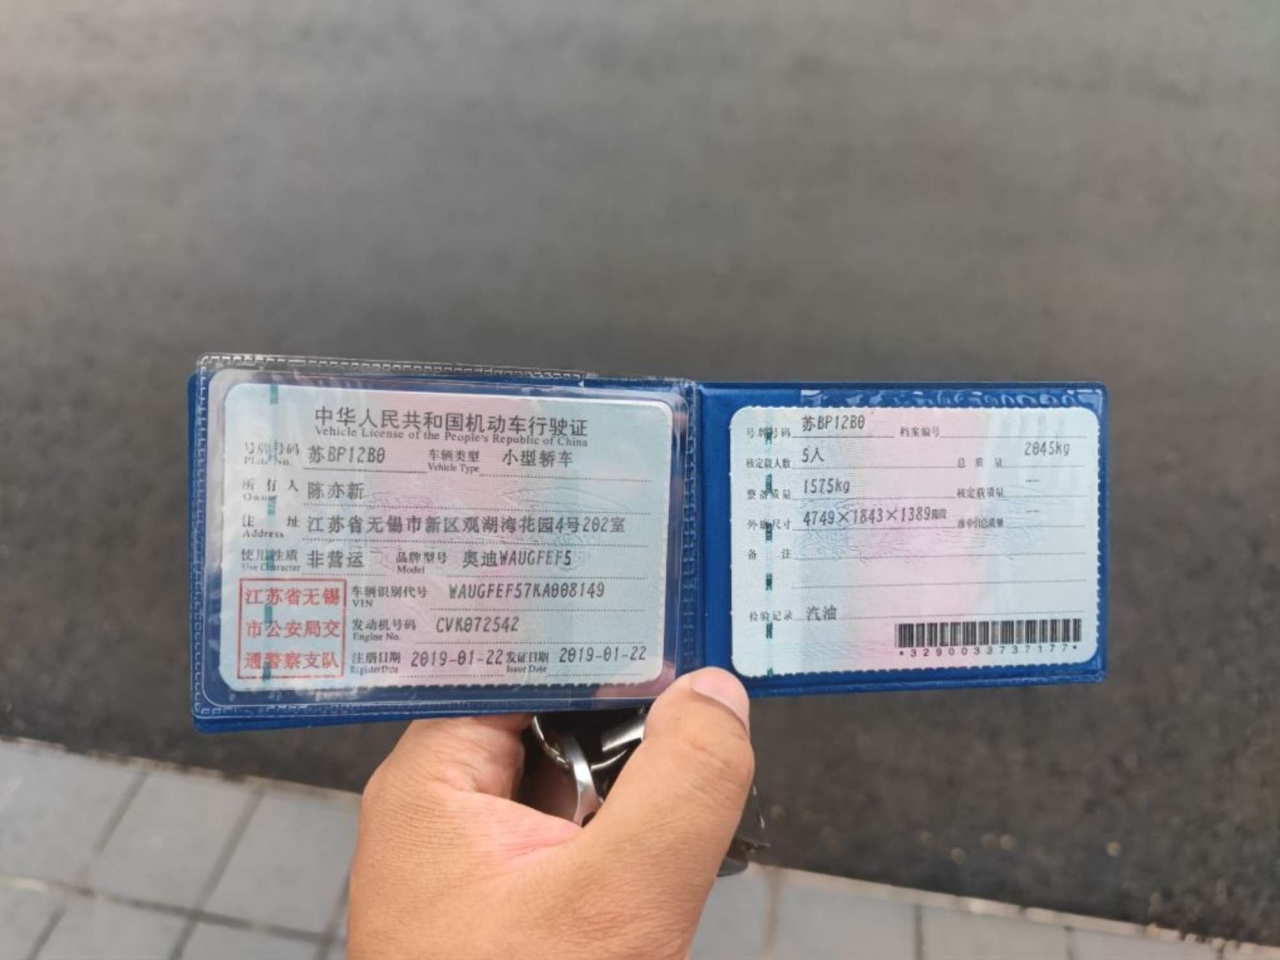 中华人民共和国机动车行驶证
Vehicle License of the People's Republic of China
号牌号码 苏BP12B0 车辆类型 小型轿车
Plate No. Vehicle Type
所有人 陈亦新
Owner
住址 江苏省无锡市新区观湖湾花园4号202室
Address
使用性质 非营运 品牌型号 奥迪WAUGFEF5
Use Character Model
江苏省无锡
市公安局交
通警察支队
车辆识别代号 WAUGFEF57KA008149
VIN
发动机号码 CVK072542
Engine No.
注册日期 2019-01-22 发证日期 2019-01-22
Register Date Issue Date
号牌号码 苏BP12B0 档案编号
核定载人数 5人 总质量 2045kg
整备质量 1575kg 核定载质量 --
外廓尺寸 4749×1843×1389 准牵引总质量 --
备注
检验记录 汽油
*3290033737177*